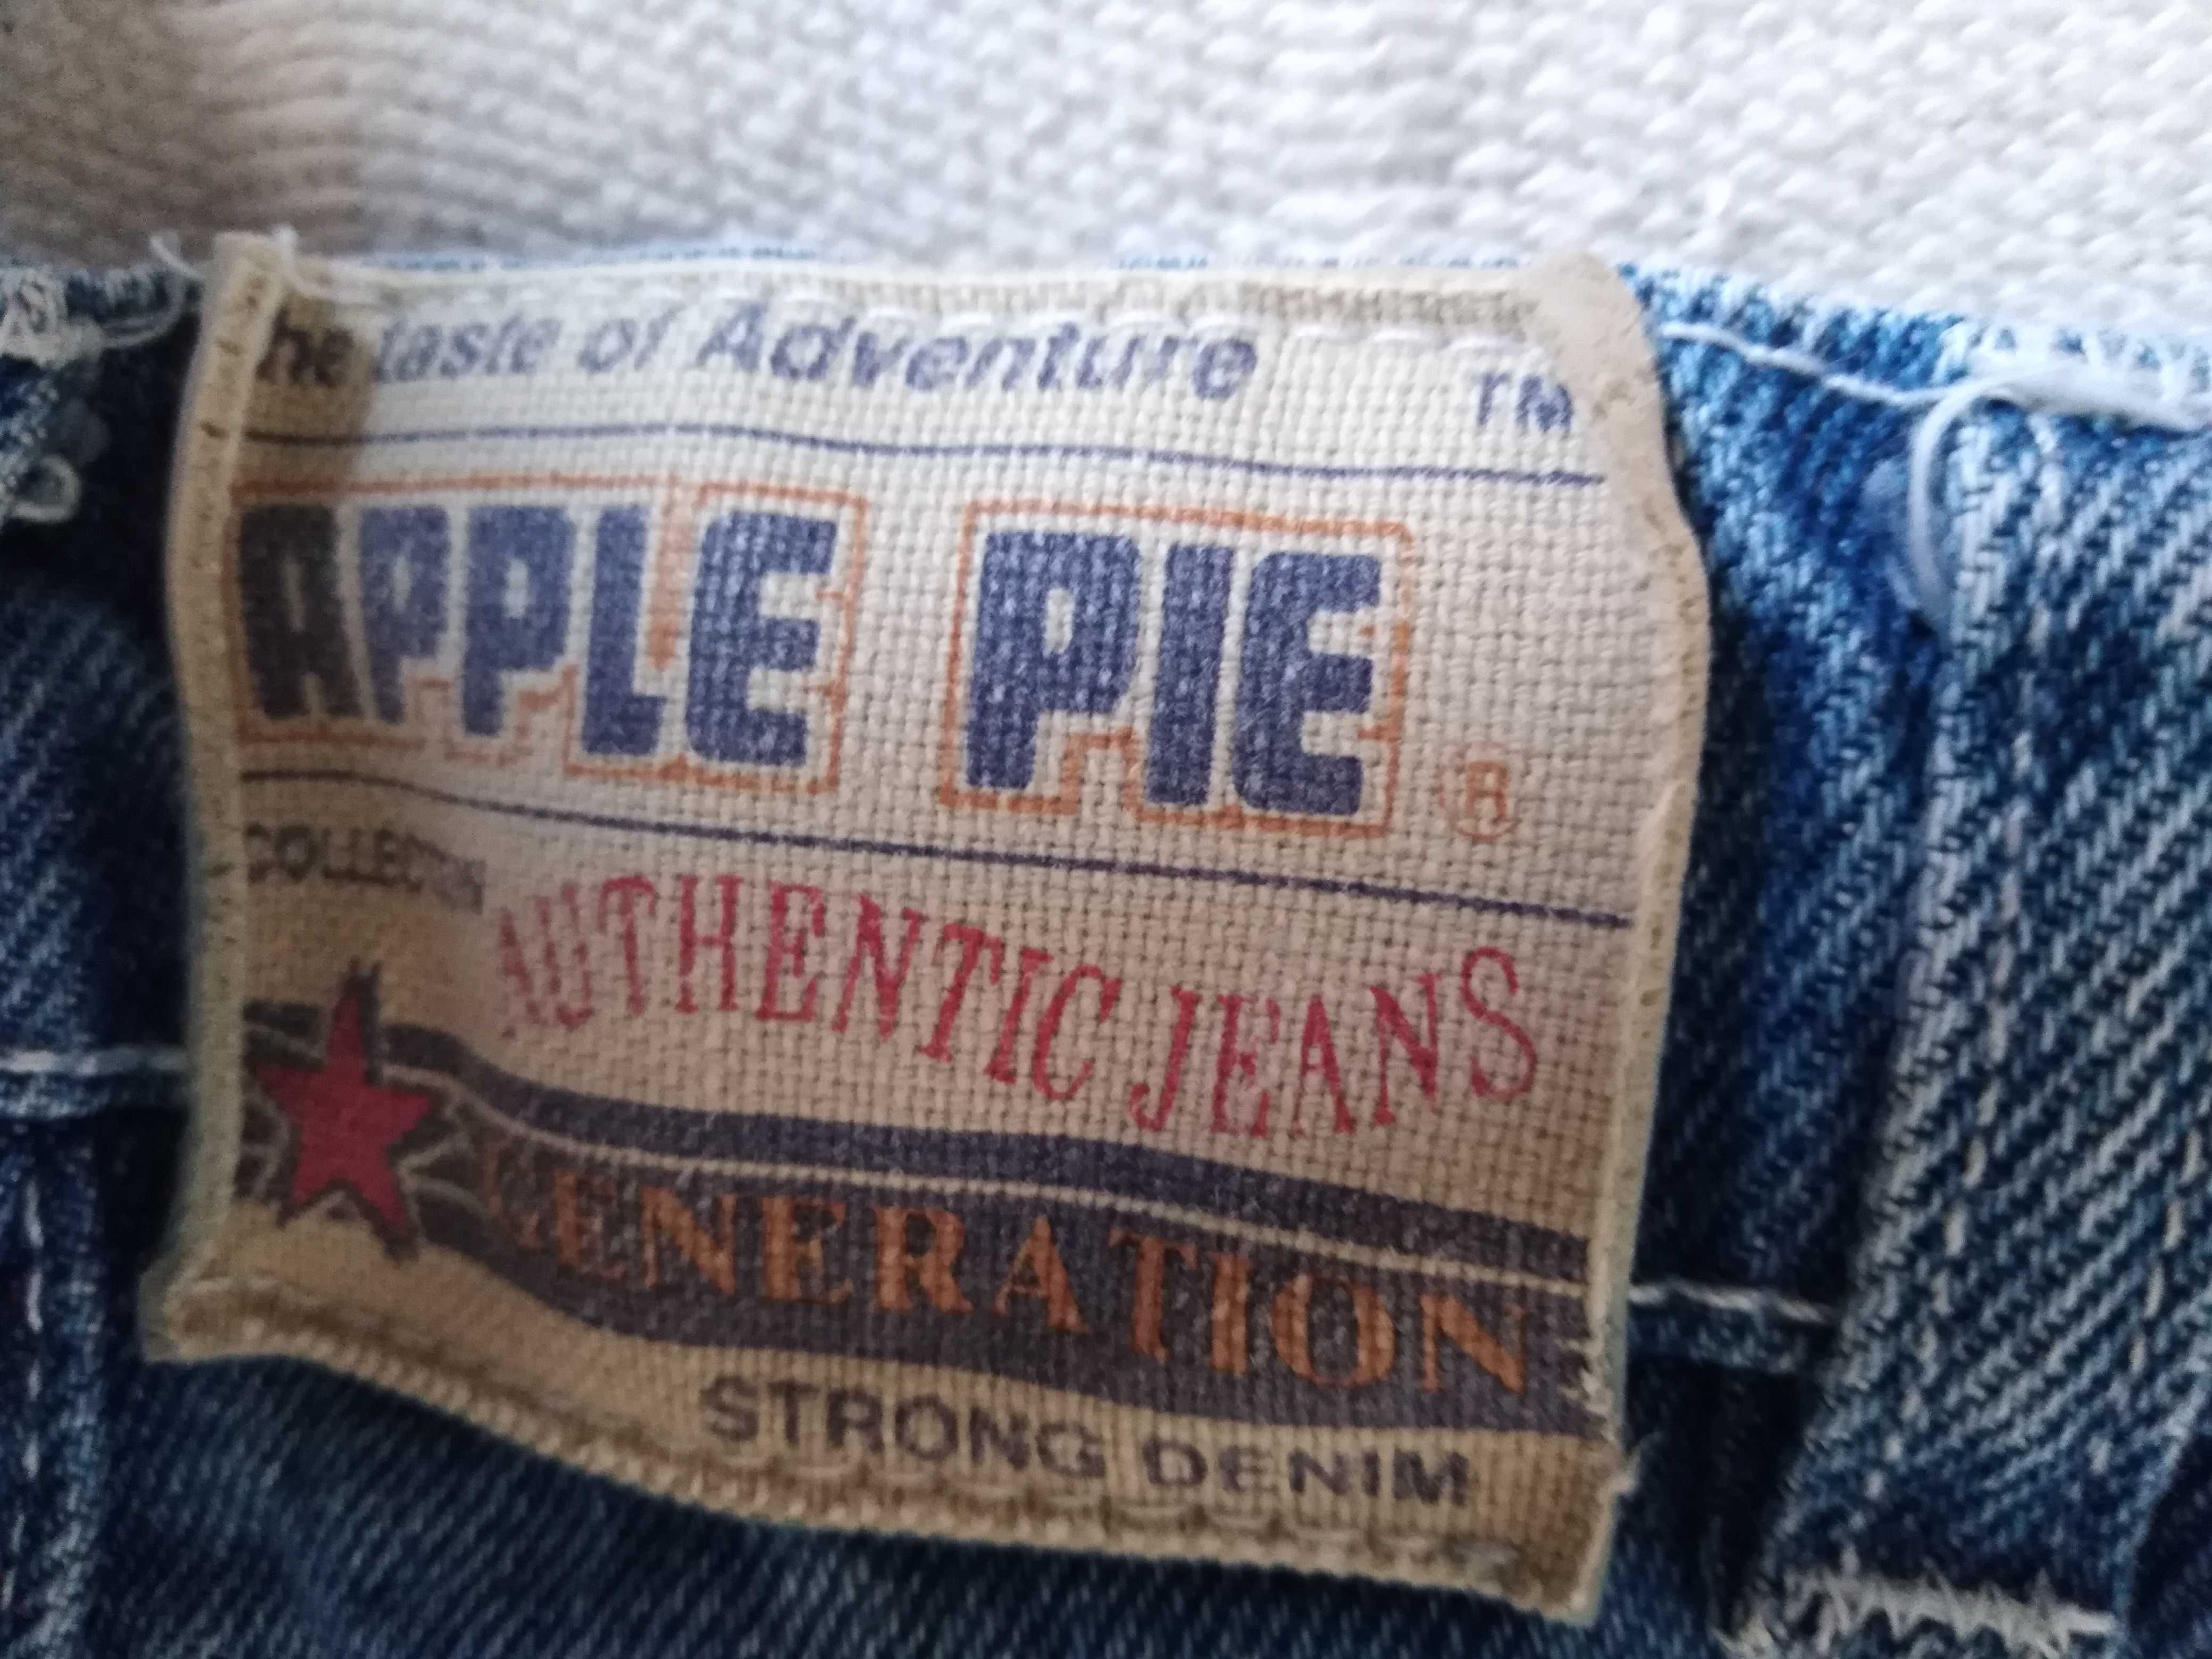 he taste of Adventure
TM
APPLE PIE ®
COLLECTION
AUTHENTIC JEANS
GENERATION
STRONG DENIM